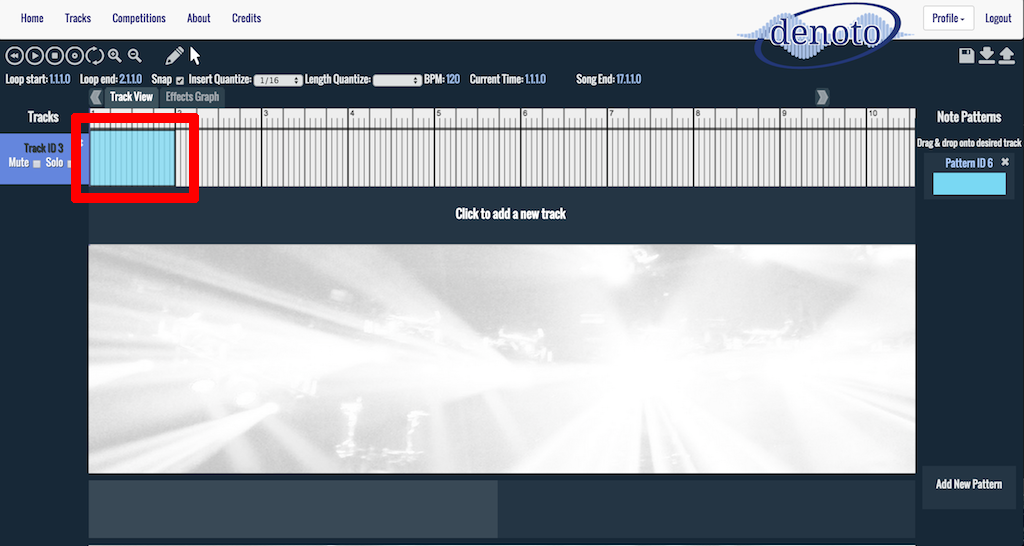 Home Tracks Competitions About Credits denoto Profile Logout
Loop start: 1.1.1.0 Loop end: 2.1.1.0 Snap Insert Quantize: 1/16 Length Quantize: BPM: 120 Current Time: 1.1.1.0 Song End: 17.1.1.0
Track View Effects Graph
Tracks 1 2 3 4 5 6 7 8 9 10 Note Patterns
Drag & drop onto desired track
Track ID 3
Mute Solo
Pattern ID 6
Click to add a new track
Add New Pattern